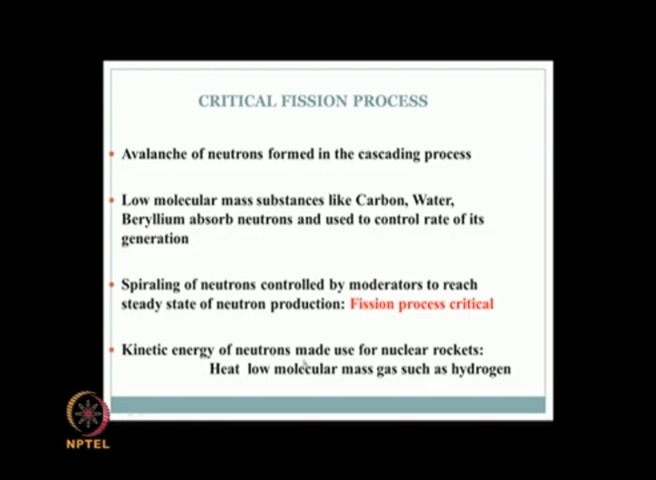 CRITICAL FISSION PROCESS
• Avalanche of neutrons formed in the cascading process
• Low molecular mass substances like Carbon, Water,
Beryllium absorb neutrons and used to control rate of its
generation
• Spiraling of neutrons controlled by moderators to reach
steady state of neutron production: Fission process critical
• Kinetic energy of neutrons made use for nuclear rockets:
Heat low molecular mass gas such as hydrogen
NPTEL